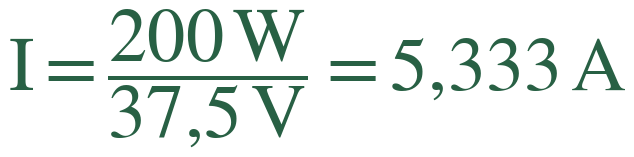 I = 200 W / 37,5 V = 5,333 A